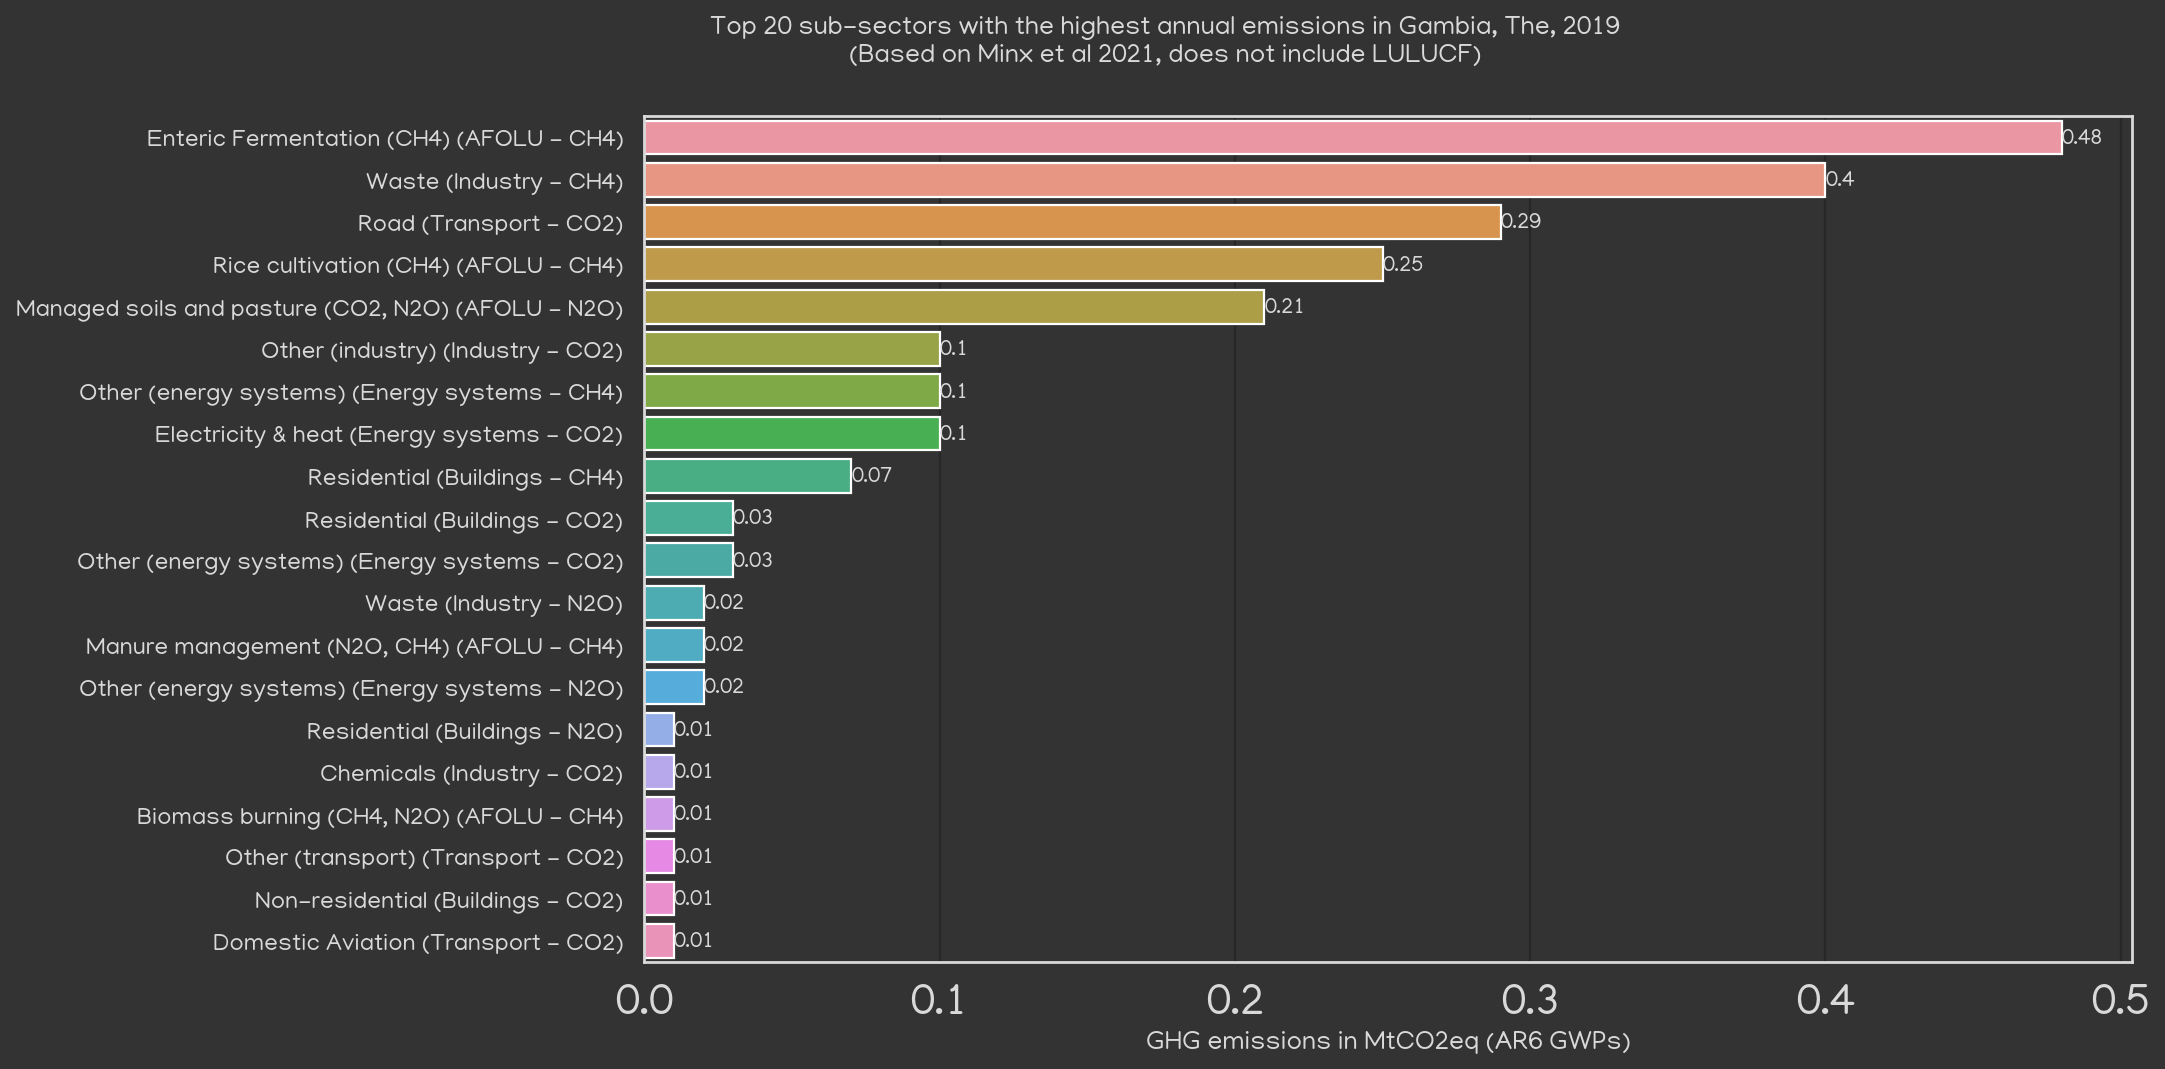 Top 20 sub-sectors with the highest annual emissions in Gambia, The, 2019
(Based on Minx et al 2021, does not include LULUCF)
Enteric Fermentation (CH4) (AFOLU - CH4) 0.48
Waste (Industry - CH4) 0.4
Road (Transport - CO2) 0.29
Rice cultivation (CH4) (AFOLU - CH4) 0.25
Managed soils and pasture (CO2, N2O) (AFOLU - N2O) 0.21
Other (industry) (Industry - CO2) 0.1
Other (energy systems) (Energy systems - CH4) 0.1
Electricity & heat (Energy systems - CO2) 0.1
Residential (Buildings - CH4) 0.07
Residential (Buildings - CO2) 0.03
Other (energy systems) (Energy systems - CO2) 0.03
Waste (Industry - N2O) 0.02
Manure management (N2O, CH4) (AFOLU - CH4) 0.02
Other (energy systems) (Energy systems - N2O) 0.02
Residential (Buildings - N2O) 0.01
Chemicals (Industry - CO2) 0.01
Biomass burning (CH4, N2O) (AFOLU - CH4) 0.01
Other (transport) (Transport - CO2) 0.01
Non-residential (Buildings - CO2) 0.01
Domestic Aviation (Transport - CO2) 0.01
0.0 0.1 0.2 0.3 0.4 0.5
GHG emissions in MtCO2eq (AR6 GWPs)